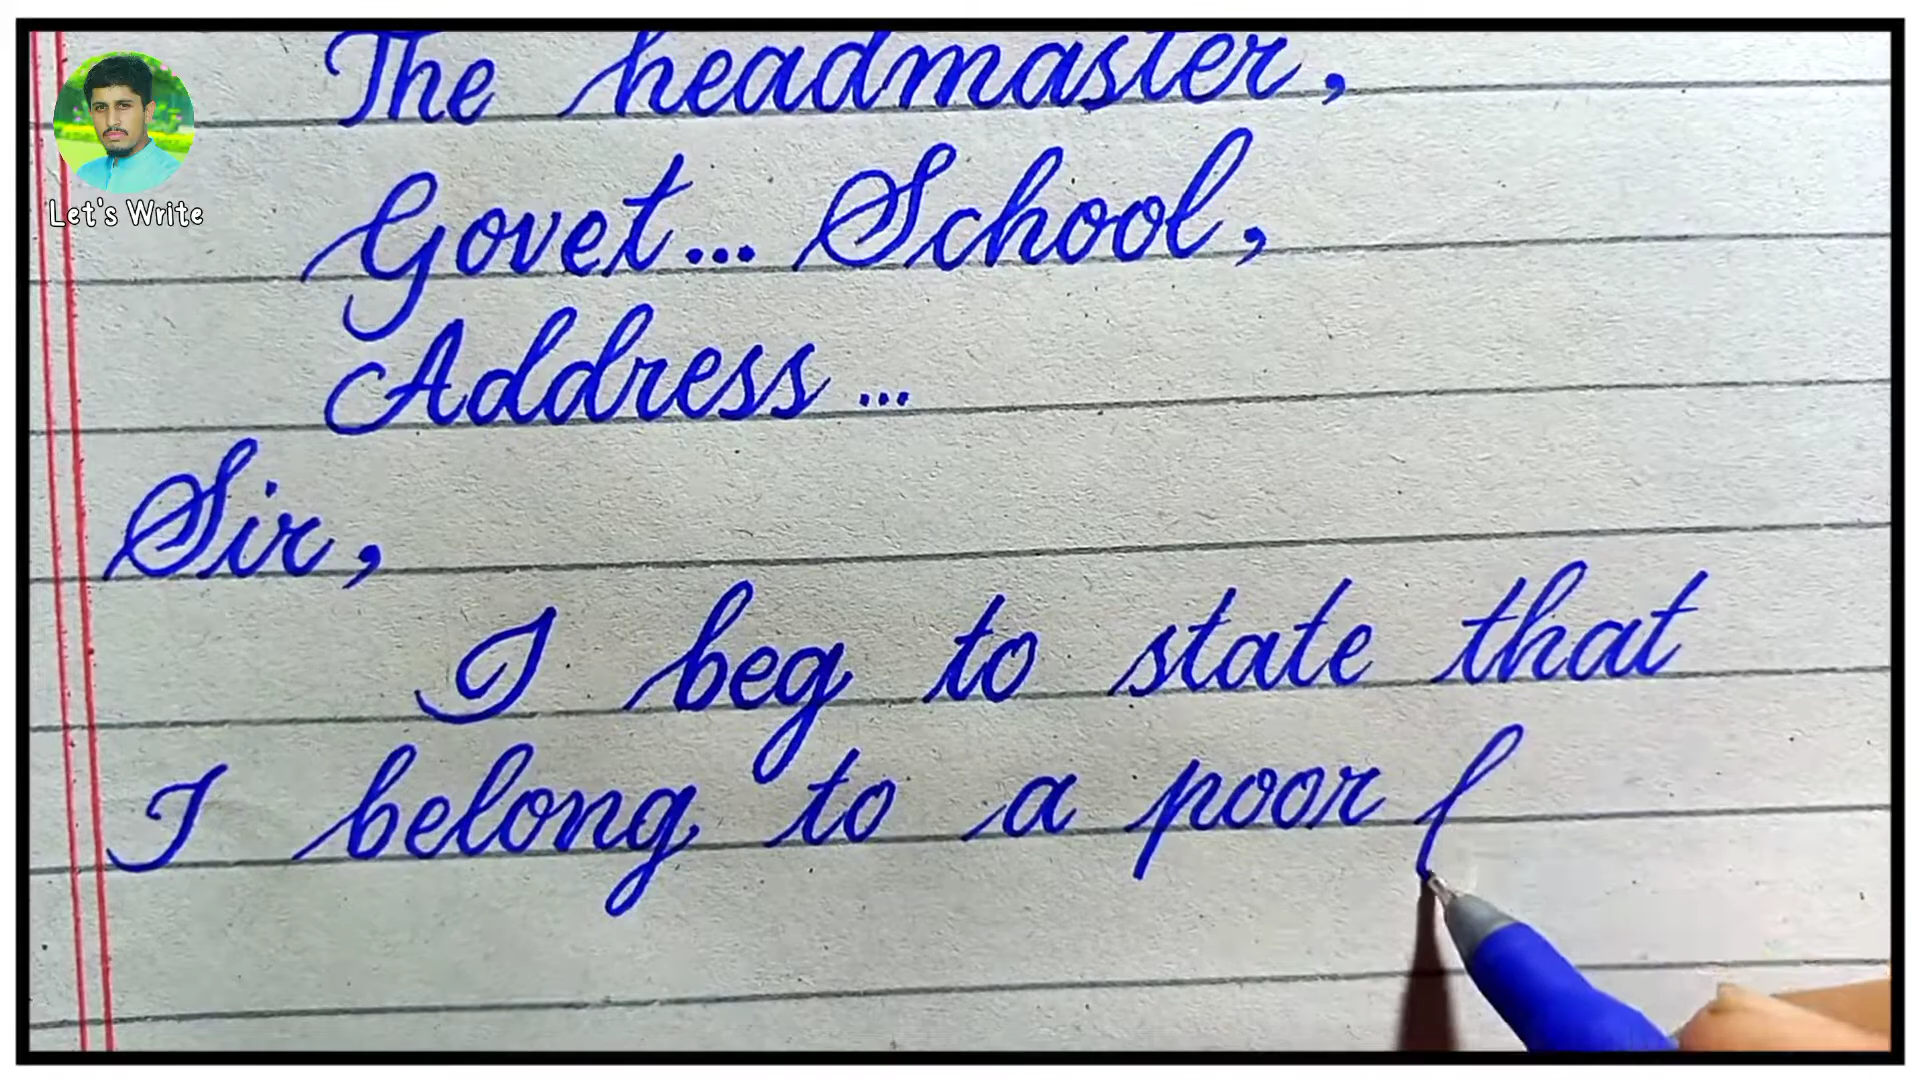 The headmaster,
Govet... School,
Address...
Let's Write
Sir,
I beg to state that
I belong to a poor